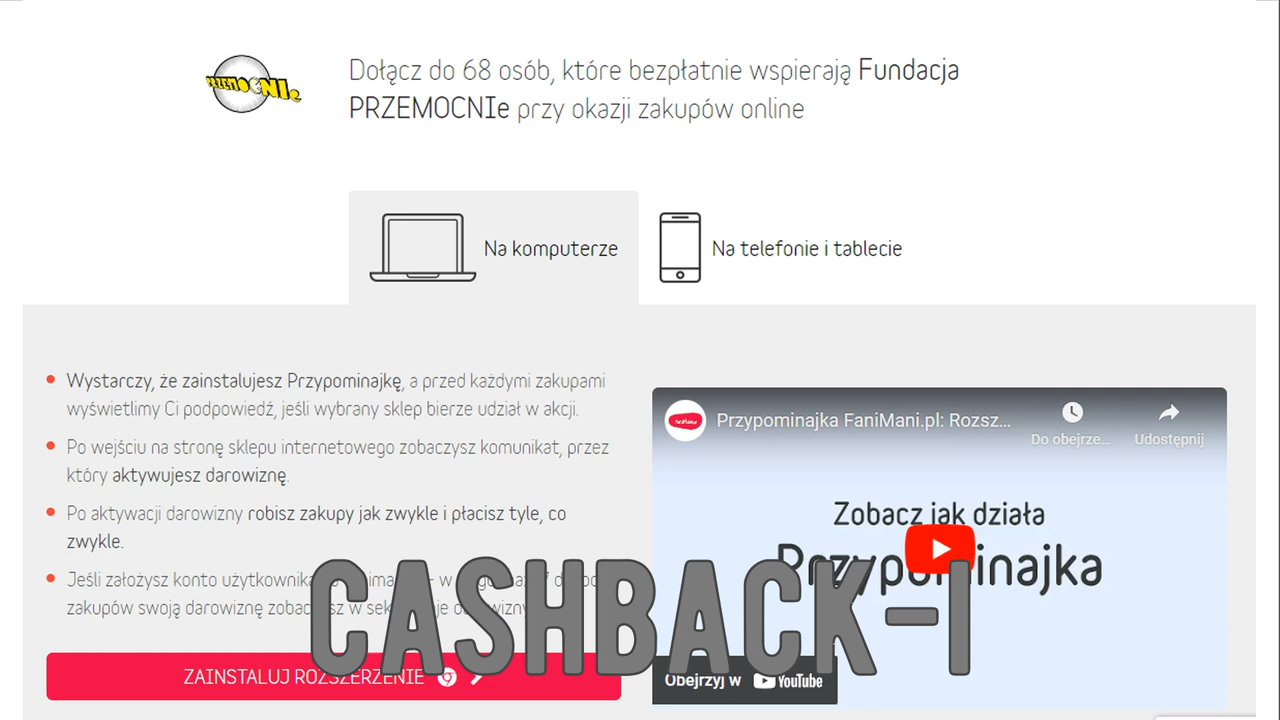 PRZEMOCNIe
Dołącz do 68 osób, które bezpłatnie wspierają Fundacja
PRZEMOCNIe przy okazji zakupów online
Na komputerze
Na telefonie i tablecie
Wystarczy, że zainstalujesz Przypominajkę, a przed każdymi zakupami
wyświetlimy Ci podpowiedź, jeśli wybrany sklep bierze udział w akcji.
Po wejściu na stronę sklepu internetowego zobaczysz komunikat, przez
który aktywujesz darowiznę.
Po aktywacji darowizny robisz zakupy jak zwykle i płacisz tyle, co
zwykle.
Jeśli założysz konto użytkownika - w
zakupów swoją darowiznę
ZAINSTALUJ ROZSZERZENIE
Przypominajka FaniMani.pl: Rozsz...
Do obejrze...
Udostępnij
Zobacz jak działa
Przypominajka
Obejrzyj w YouTube
CASHBACK-I